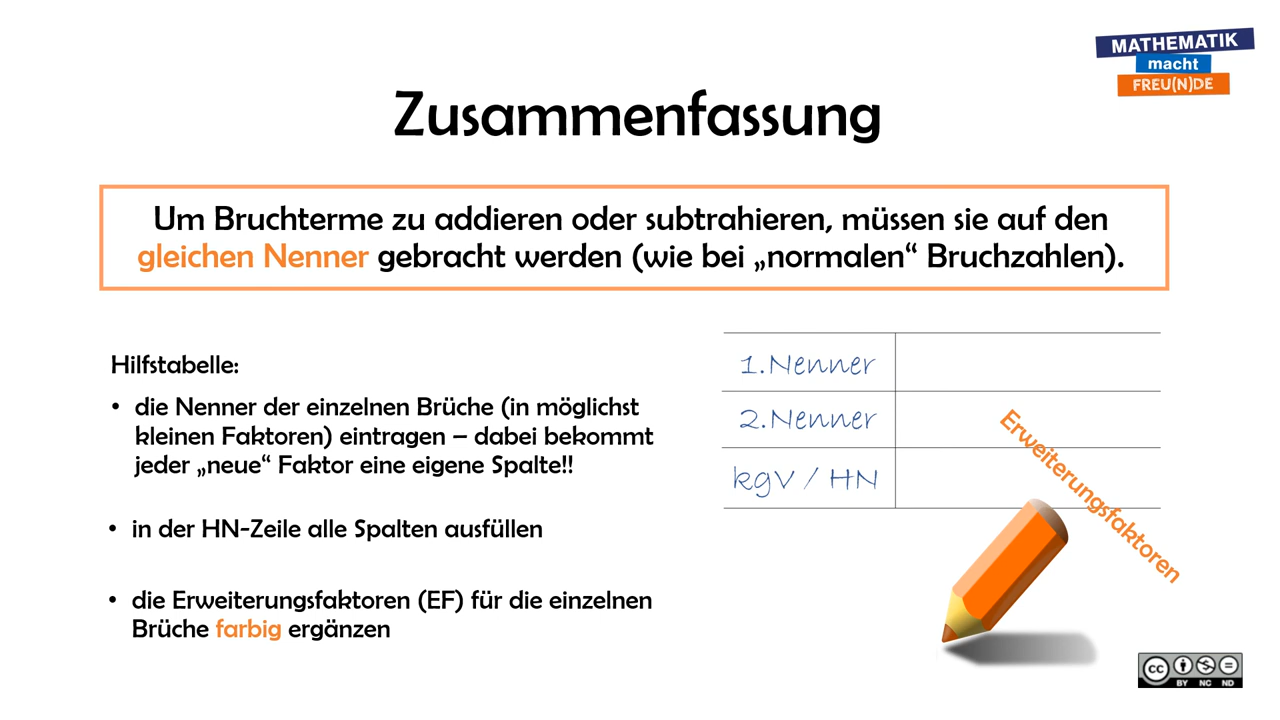 MATHEMATIK
macht
FREU(N)DE
Zusammenfassung
Um Bruchterme zu addieren oder subtrahieren, müssen sie auf den
gleichen Nenner gebracht werden (wie bei „normalen“ Bruchzahlen).
Hilfstabelle:
• die Nenner der einzelnen Brüche (in möglichst
kleinen Faktoren) eintragen – dabei bekommt
jeder „neue“ Faktor eine eigene Spalte!!
• in der HN-Zeile alle Spalten ausfüllen
• die Erweiterungsfaktoren (EF) für die einzelnen
Brüche farbig ergänzen
1.Nenner
2.Nenner
kgV / HN
Erweiterungsfaktoren
cc
BY NC ND